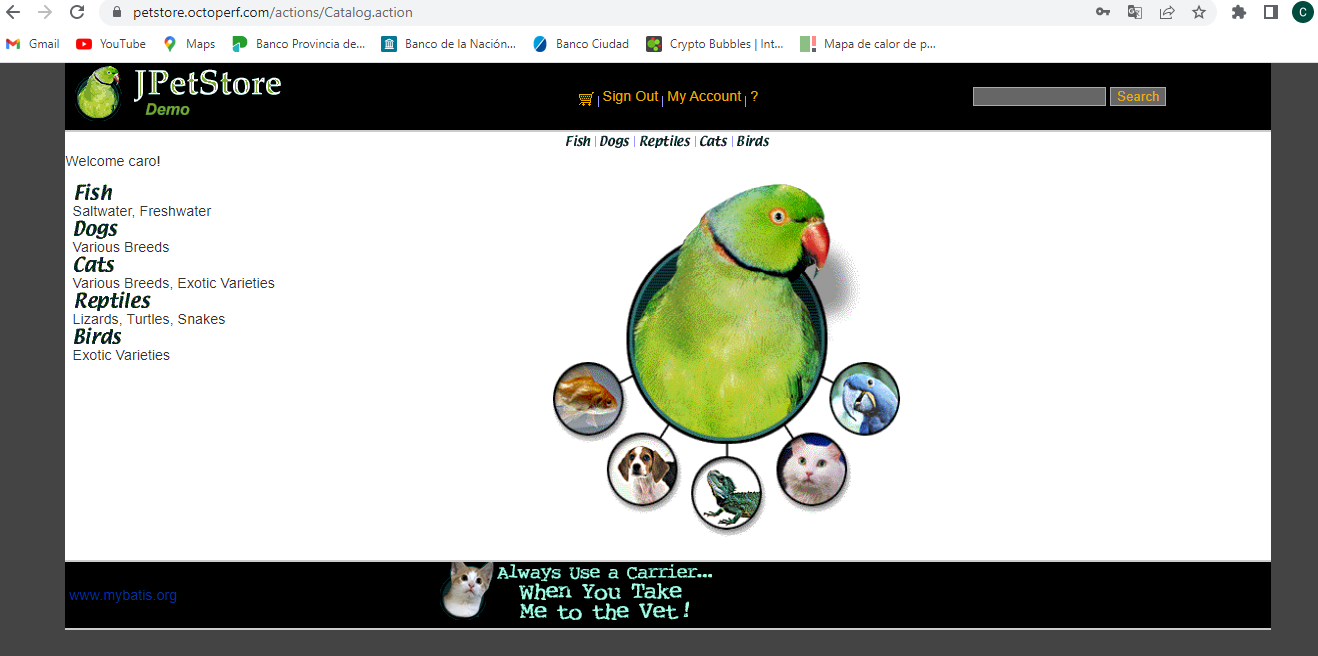 petstore.octoperf.com/actions/Catalog.action
C
Gmail YouTube Maps Banco Provincia de... Banco de la Nación... Banco Ciudad Crypto Bubbles | Int... Mapa de calor de p...
JPetStore
Demo
| Sign Out | My Account | ? Search
Fish | Dogs | Reptiles | Cats | Birds
Welcome caro!
Fish
Saltwater, Freshwater
Dogs
Various Breeds
Cats
Various Breeds, Exotic Varieties
Reptiles
Lizards, Turtles, Snakes
Birds
Exotic Varieties
www.mybatis.org
Always Use a Carrier...
When You Take
Me to the Vet!